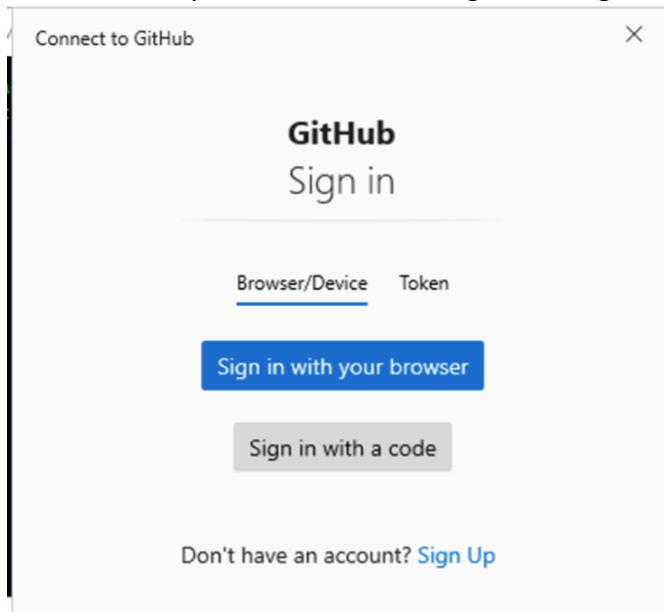 Connect to GitHub
GitHub
Sign in
Browser/Device Token
Sign in with your browser
Sign in with a code
Don't have an account? Sign Up